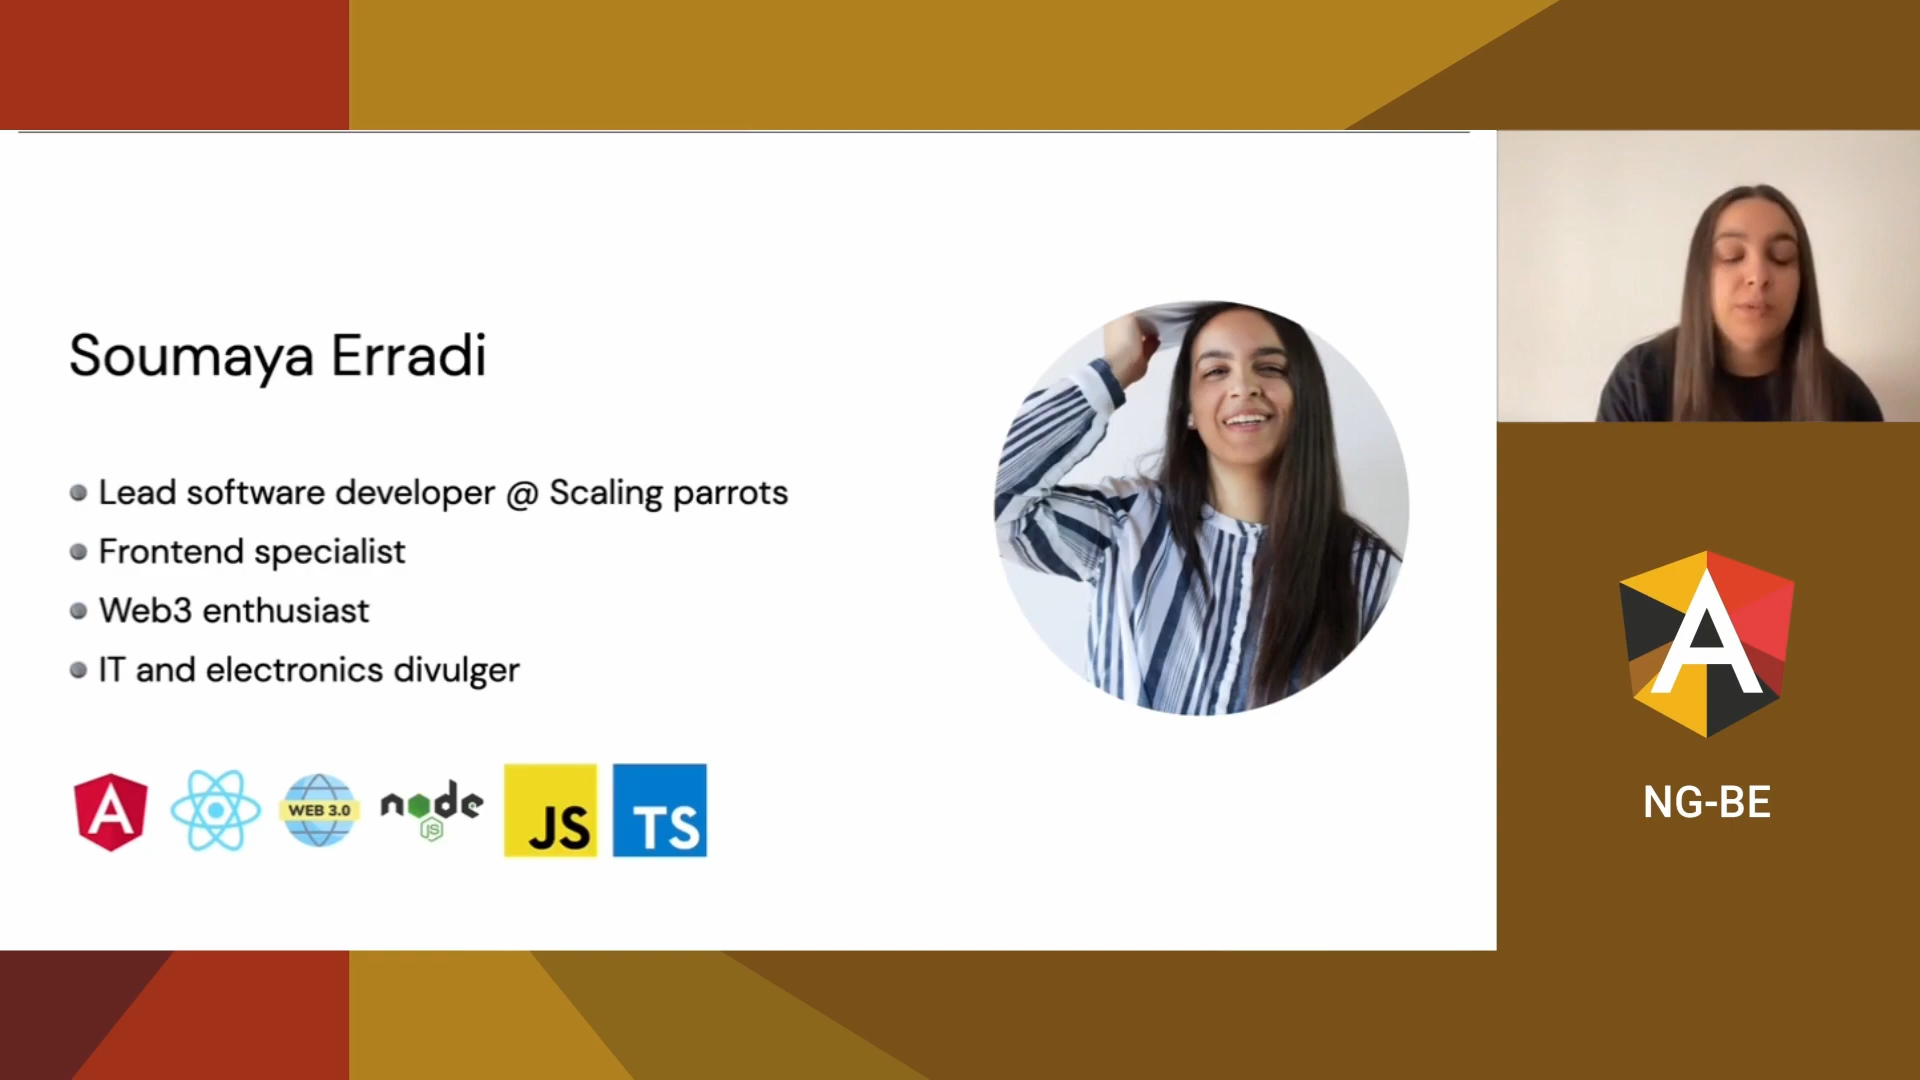 Soumaya Erradi
Lead software developer @ Scaling parrots
Frontend specialist
Web3 enthusiast
IT and electronics divulger
A
WEB 3.0
node
JS
JS
TS
A
NG-BE